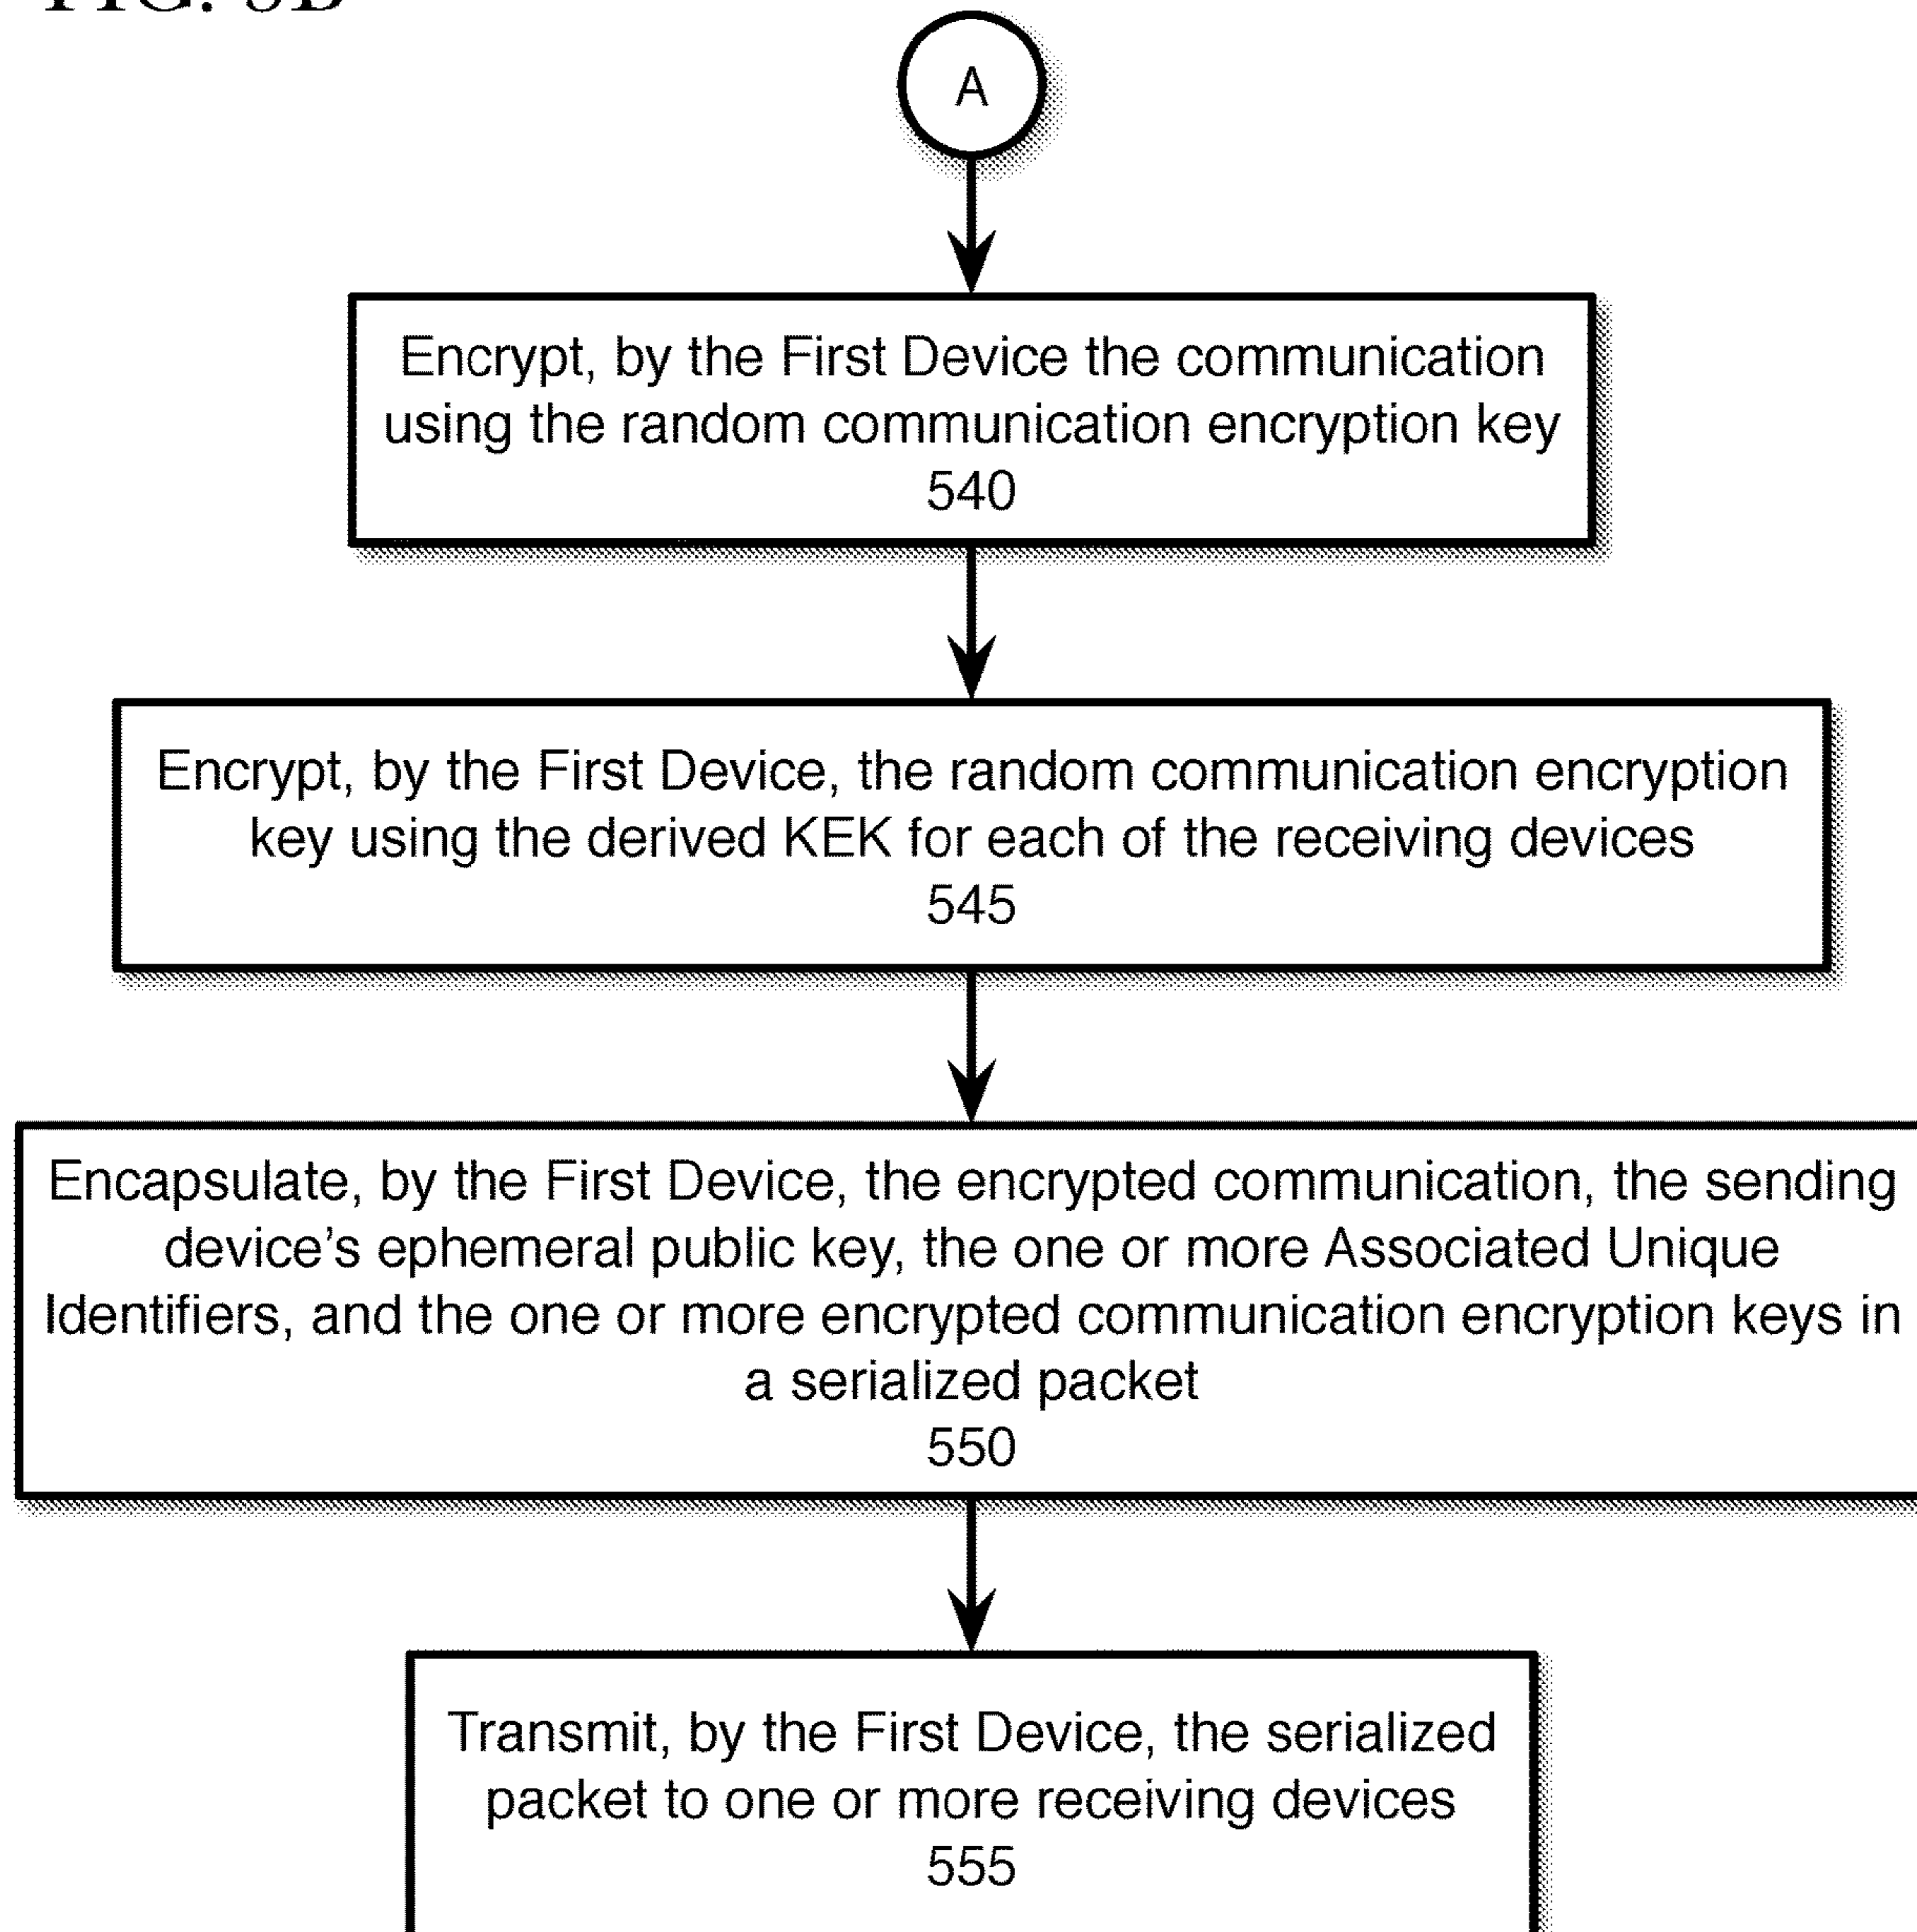 FIG. 5B
A
Encrypt, by the First Device the communication
using the random communication encryption key
540
Encrypt, by the First Device, the random communication encryption
key using the derived KEK for each of the receiving devices
545
Encapsulate, by the First Device, the encrypted communication, the sending
device's ephemeral public key, the one or more Associated Unique
Identifiers, and the one or more encrypted communication encryption keys in
a serialized packet
550
Transmit, by the First Device, the serialized
packet to one or more receiving devices
555